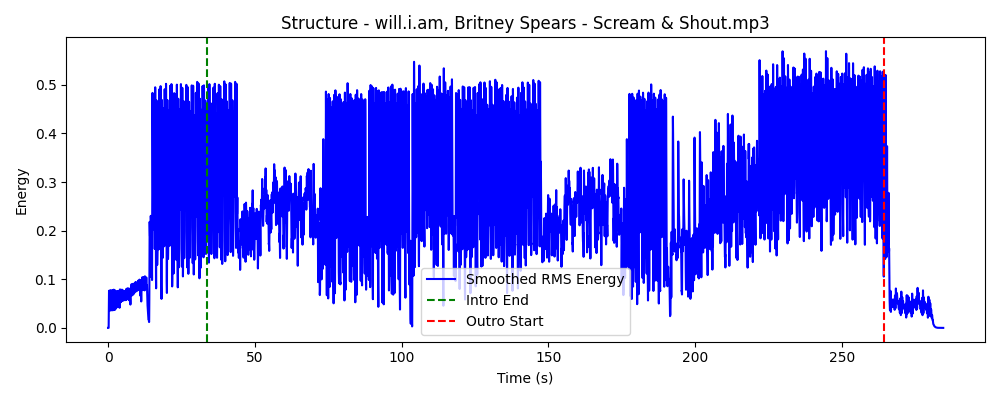 Structure - will.i.am, Britney Spears - Scream & Shout.mp3
Energy
0.5
0.4
0.3
0.2
0.1
0.0
Smoothed RMS Energy
Intro End
Outro Start
0 50 100 150 200 250
Time (s)